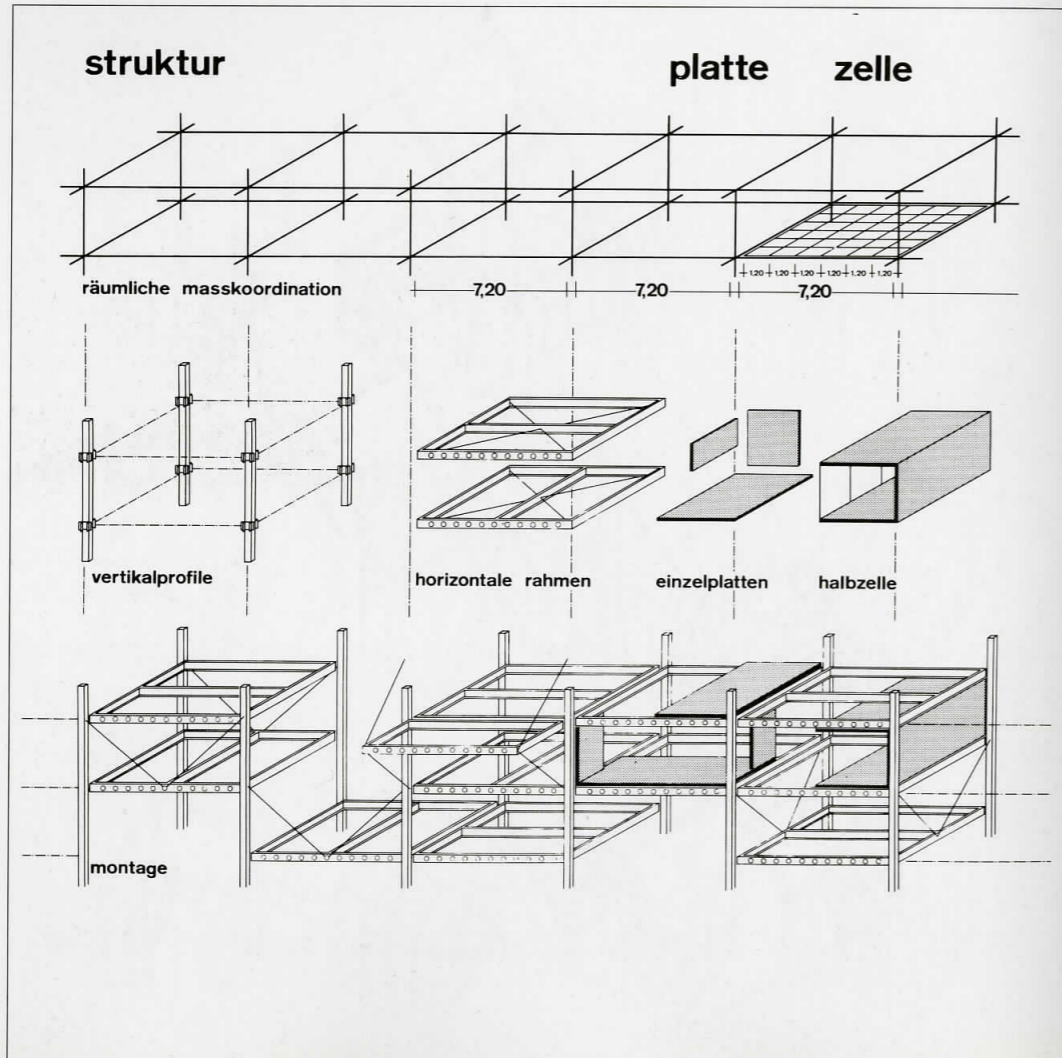 struktur platte zelle
1,20 1,20 1,20 1,20 1,20 1,20
räumliche masskoordination 7,20 7,20 7,20
vertikalprofile horizontale rahmen einzelplatten halbzelle
montage